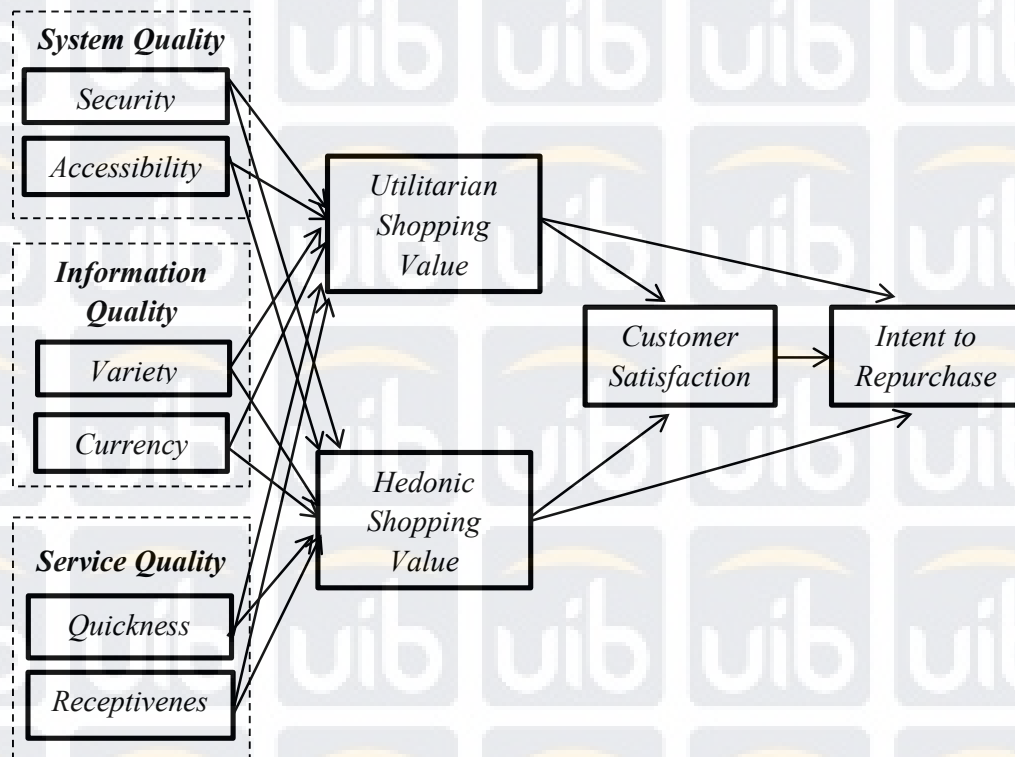 System Quality
Security
Accessibility
Information
Quality
Variety
Currency
Service Quality
Quickness
Receptivenes
Utilitarian
Shopping
Value
Hedonic
Shopping
Value
Customer
Satisfaction
Intent to
Repurchase
uib